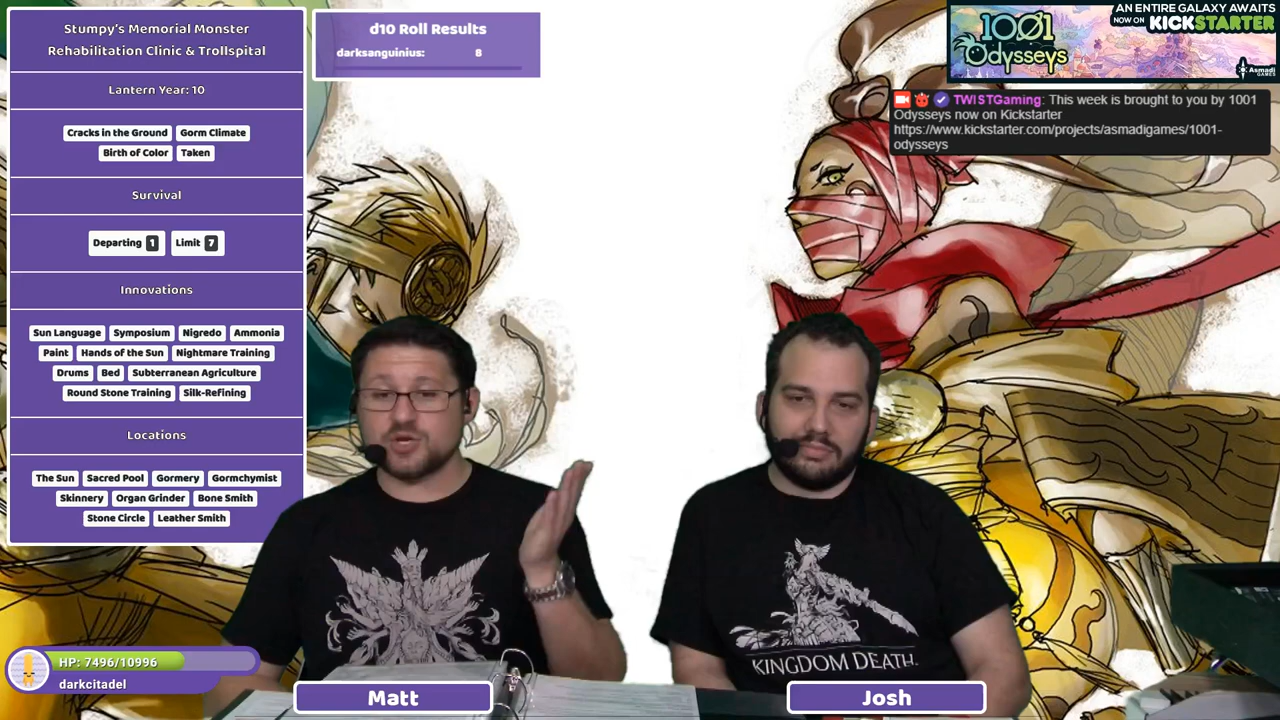 Stumpy's Memorial Monster
Rehabilitation Clinic & Trollspital
Lantern Year: 10
Cracks in the Ground Gorm Climate
Birth of Color Taken
Survival
Departing 1 Limit 7
Innovations
Sun Language Symposium Nigredo Ammonia
Paint Hands of the Sun Nightmare Training
Drums Bed Subterranean Agriculture
Round Stone Training Silk-Refining
Locations
The Sun Sacred Pool Gormery Gormchymist
Skinnery Organ Grinder Bone Smith
Stone Circle Leather Smith
d10 Roll Results
darksanguinius: 8
1001
Odysseys
AN ENTIRE GALAXY AWAITS
NOW ON KICKSTARTER
Asmadi
GAMES
TWISTGaming: This week is brought to you by 1001
Odysseys now on Kickstarter
https://www.kickstarter.com/projects/asmadigames/1001-
odysseys
KINGDOM DEATH.
HP: 7496/10996
darkcitadel
Matt
Josh